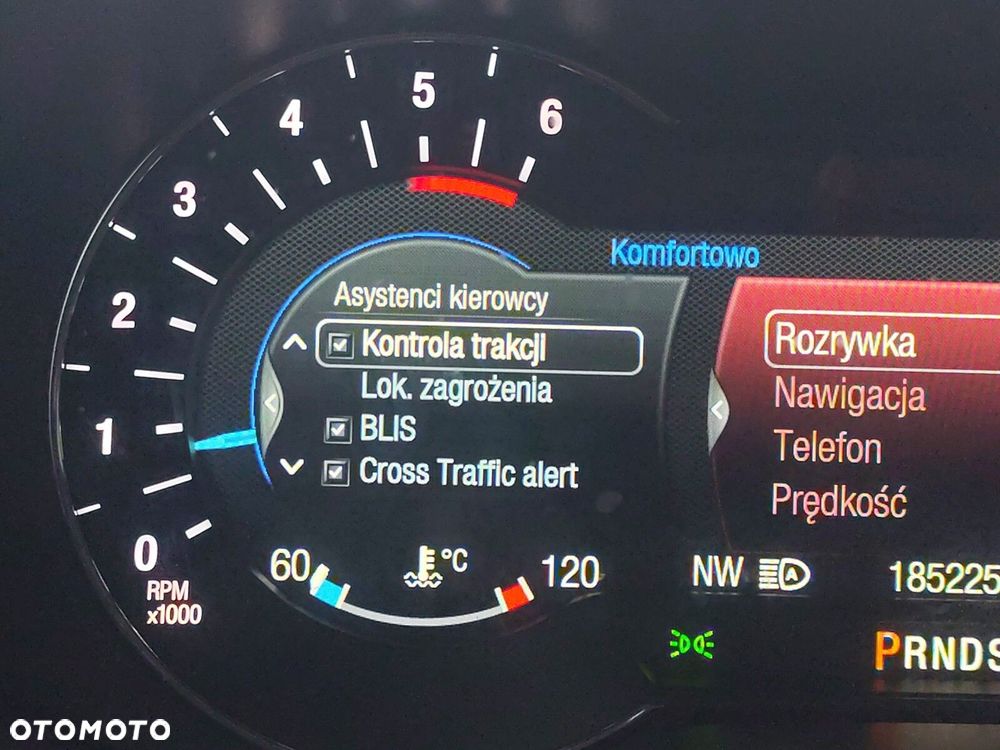 5
4
6
3
2
1
0
RPM
x1000
Komfortowo
Asystenci kierowcy
Kontrola trakcji
Lok. zagrożenia
BLIS
Cross Traffic alert
Rozrywka
Nawigacja
Telefon
Prędkość
60
°C
120
NW
A
185225
PRNDS
OTOMOTO